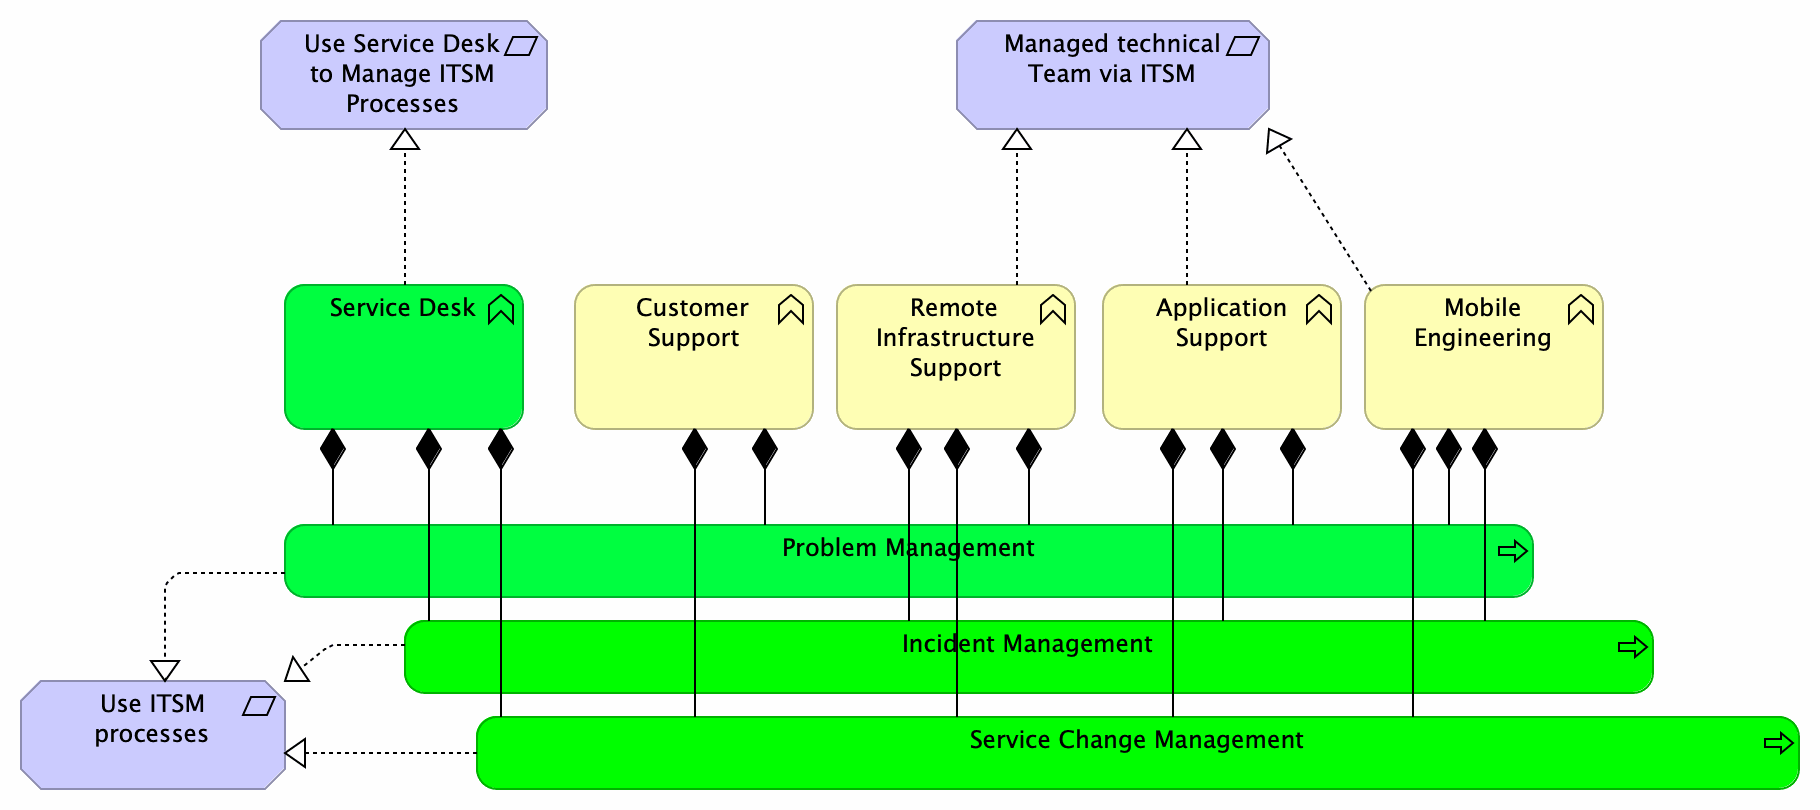 Use Service Desk
to Manage ITSM
Processes
Managed technical
Team via ITSM
Service Desk
Customer
Support
Remote
Infrastructure
Support
Application
Support
Mobile
Engineering
Problem Management
Incident Management
Use ITSM
processes
Service Change Management